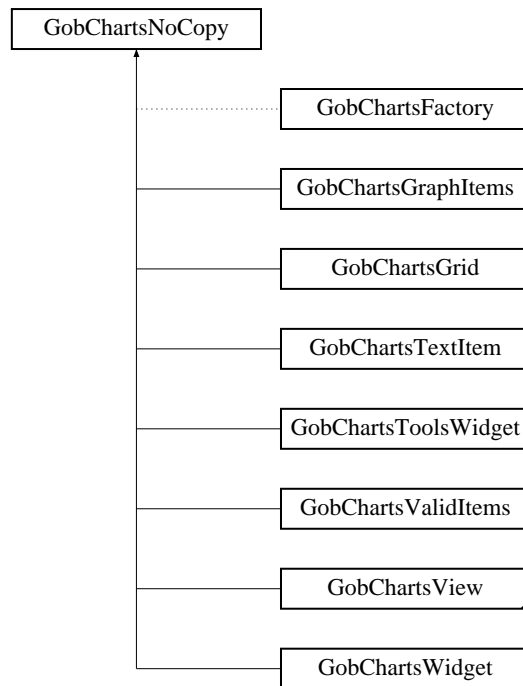 GobChartsNoCopy
GobChartsFactory
GobChartsGraphItems
GobChartsGrid
GobChartsTextItem
GobChartsToolsWidget
GobChartsValidItems
GobChartsView
GobChartsWidget